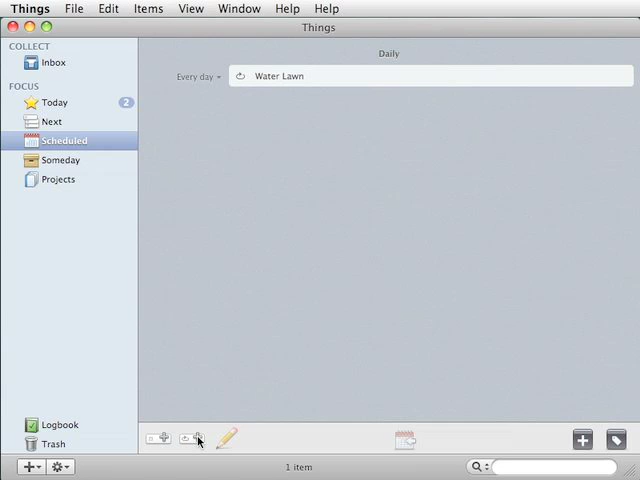 Things File Edit Items View Window Help Help
Things
COLLECT
Inbox
FOCUS
Today 2
Next
Scheduled
Someday
Projects
Logbook
Trash
Daily
Every day Water Lawn
1 item